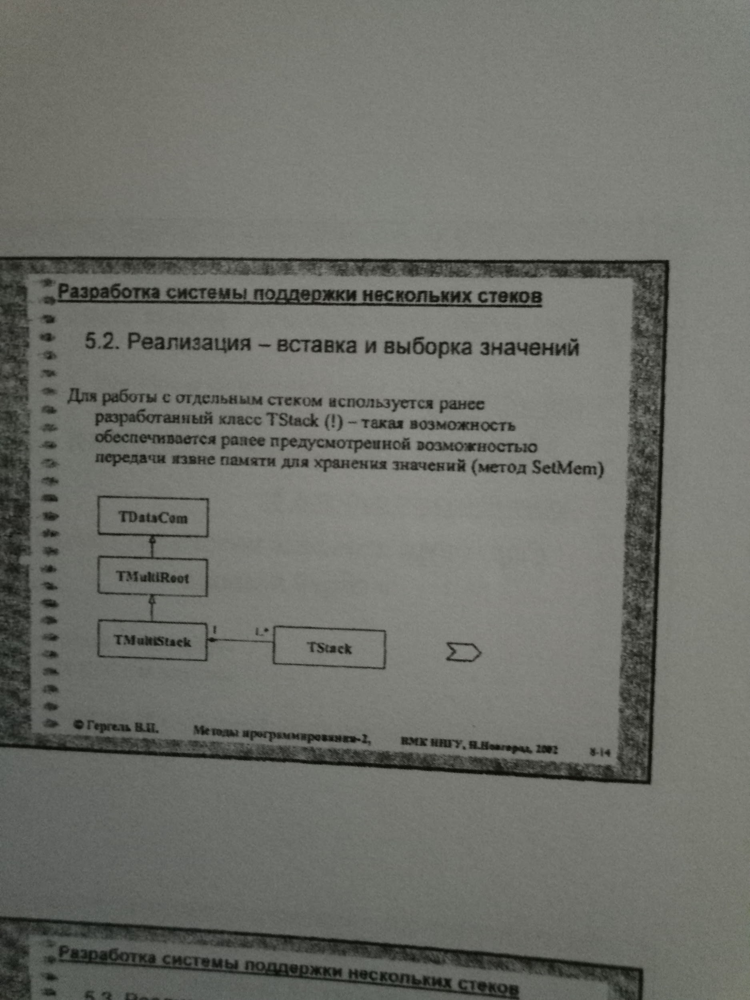 Разработка системы поддержки нескольких стеков
5.2. Реализация – вставка и выборка значений
Для работы с отдельным стеком используется ранее
разработанный класс TStack (!) – такая возможность
обеспечивается ранее предусмотренной возможностью
передачи извне памяти для хранения значений (метод SetMem)
TDataCom
TMultiRoot
TMultiStack
1
1..*
TStack
© Гергель В.П. Методы программирования-2, ВМК ННГУ, Н.Новгород, 2002 8-14
Разработка системы поддержки нескольких стеков
5.3.